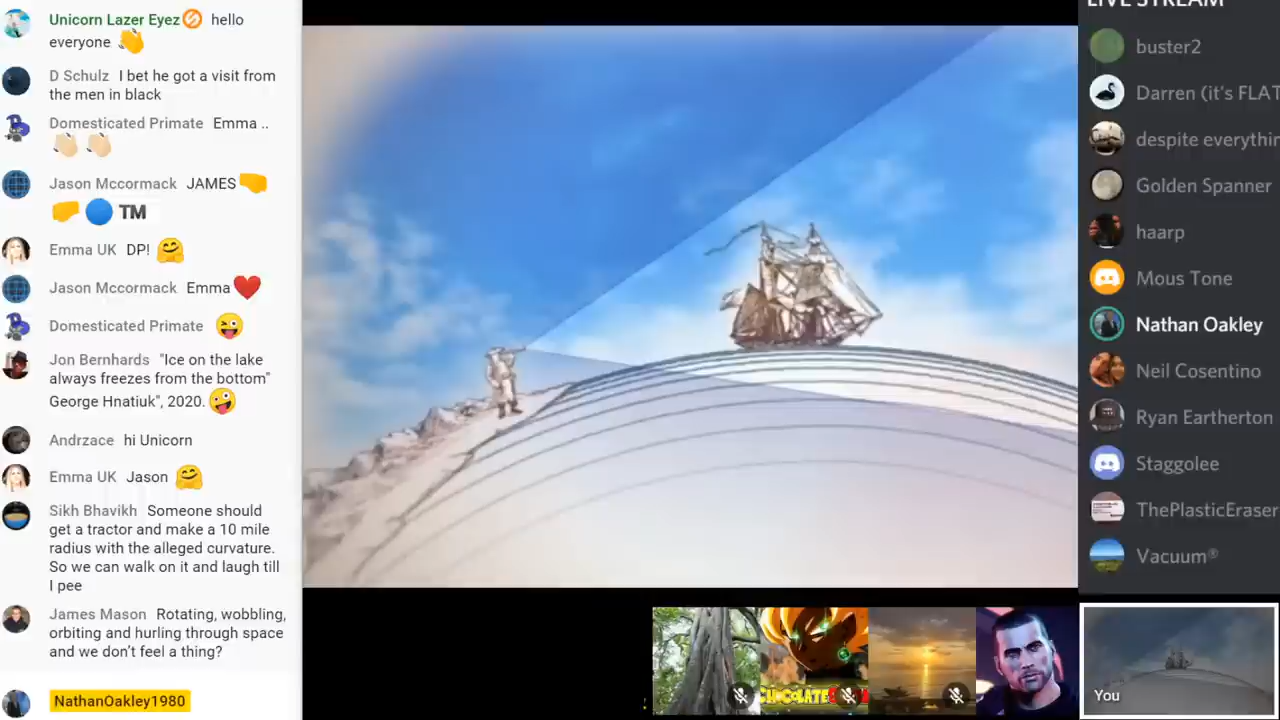 Unicorn Lazer Eyez hello
everyone 👏
D Schulz I bet he got a visit from
the men in black
Domesticated Primate Emma ..
👏🏻 👏🏻
Jason Mccormack JAMES🤜
🤛 🔵 ™️
Emma UK DP! 🤗
Jason Mccormack Emma❤️
Domesticated Primate 😜
Jon Bernhards "Ice on the lake
always freezes from the bottom"
George Hnatiuk", 2020.🤪
Andrzace hi Unicorn
Emma UK Jason 🤗
Sikh Bhavikh Someone should
get a tractor and make a 10 mile
radius with the alleged curvature.
So we can walk on it and laugh till
I pee
James Mason Rotating, wobbling,
orbiting and hurling through space
and we don't feel a thing?
NathanOakley1980
LIVE STREAM
buster2
Darren (it's FLAT
despite everythin
Golden Spanner
haarp
Mous Tone
Nathan Oakley
Neil Cosentino
Ryan Eartherton
Staggolee
ThePlasticEraser
Vacuum®
You